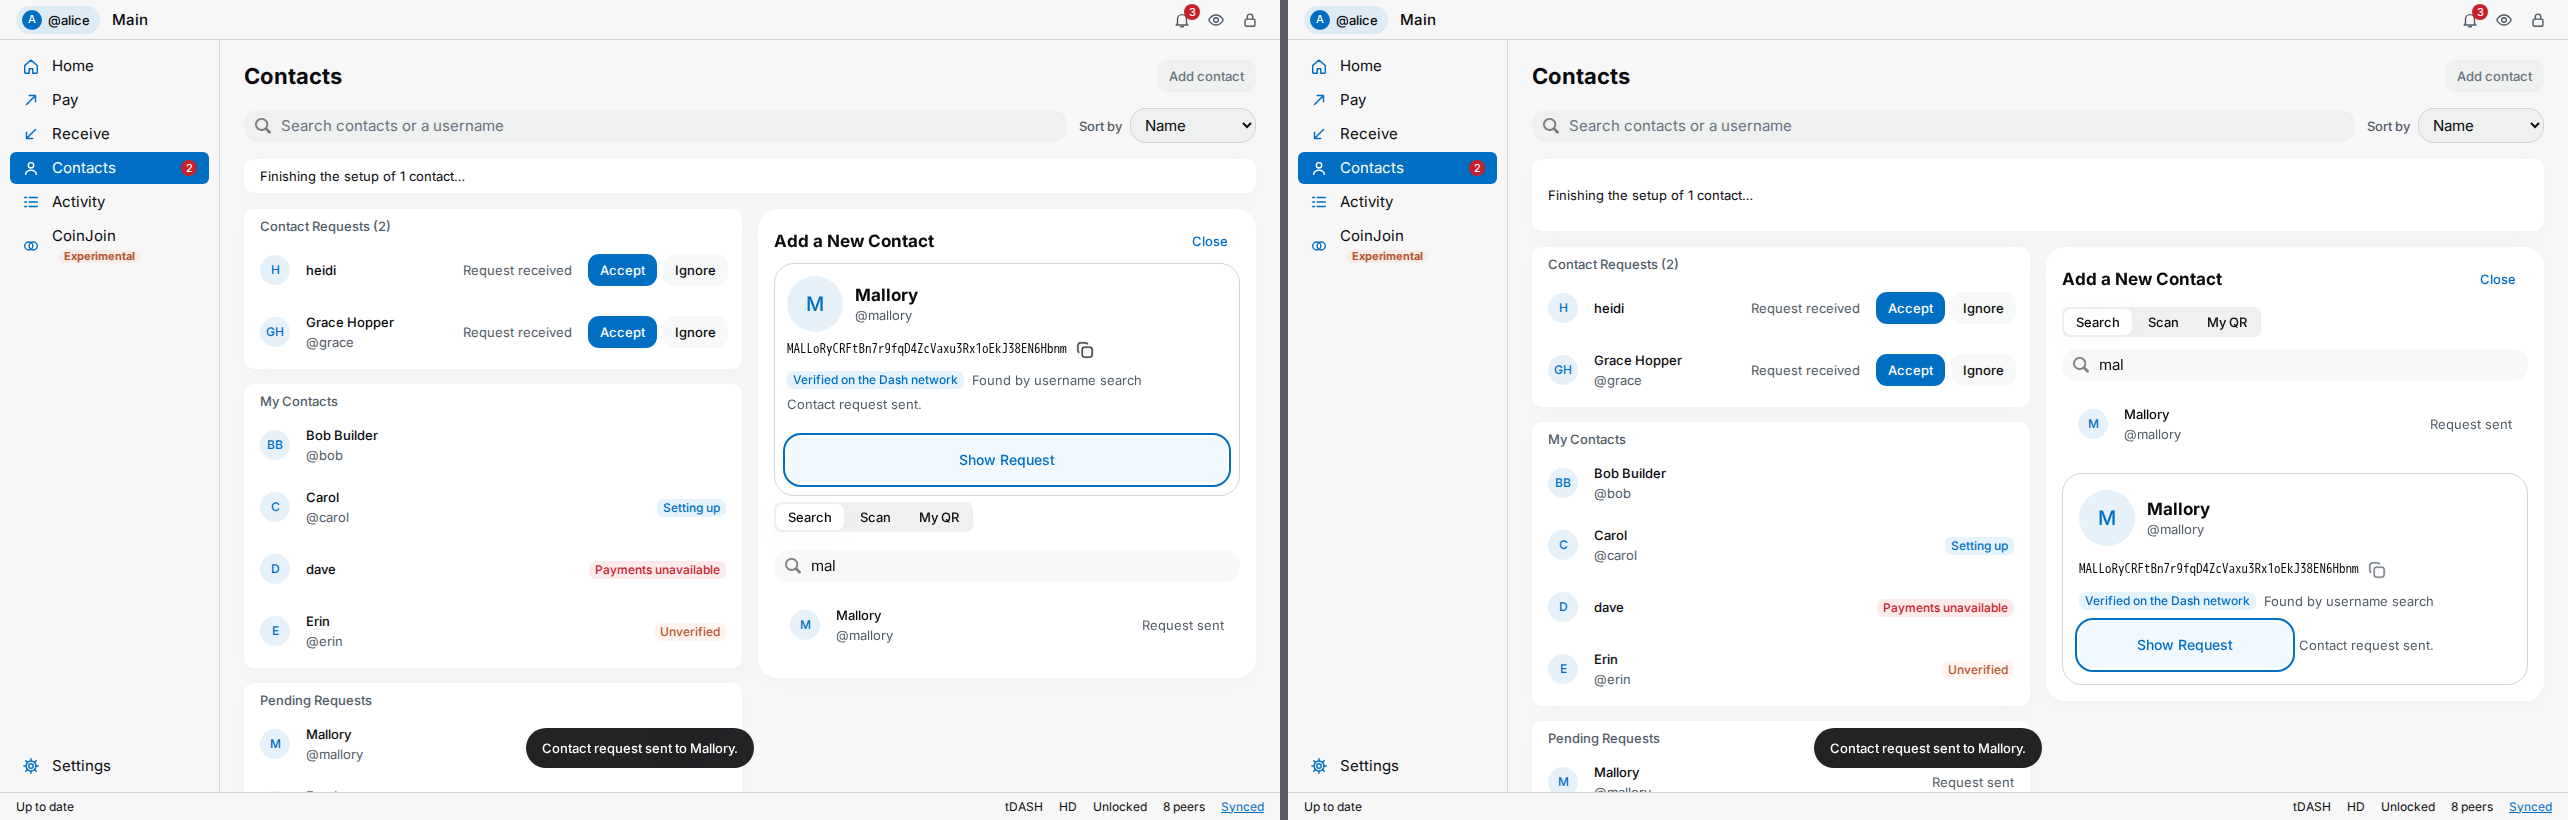 A @alice Main 3
Home
Pay
Receive
Contacts 2
Activity
CoinJoin
Experimental
Settings
Contacts
Add contact
Search contacts or a username
Sort by Name
Finishing the setup of 1 contact...
Contact Requests (2)
H heidi Request received Accept Ignore
GH Grace Hopper Request received Accept Ignore
@grace
My Contacts
BB Bob Builder
@bob
C Carol Setting up
@carol
D dave Payments unavailable
E Erin Unverified
@erin
Pending Requests
M Mallory
@mallory
Add a New Contact Close
M Mallory
@mallory
MALLoRyCRFtBn7r9fqD4ZcVaxu3Rx1oEkJ38EN6Hbnm
Verified on the Dash network Found by username search
Contact request sent.
Show Request
Search Scan My QR
mal
M Mallory Request sent
@mallory
Contact request sent to Mallory.
Up to date tDASH HD Unlocked 8 peers Synced
A @alice Main 3
Home
Pay
Receive
Contacts 2
Activity
CoinJoin
Experimental
Settings
Contacts
Add contact
Search contacts or a username
Sort by Name
Finishing the setup of 1 contact...
Contact Requests (2)
H heidi Request received Accept Ignore
GH Grace Hopper Request received Accept Ignore
@grace
My Contacts
BB Bob Builder
@bob
C Carol Setting up
@carol
D dave Payments unavailable
E Erin Unverified
@erin
Pending Requests
M Mallory Request sent
@mallory
Add a New Contact Close
Search Scan My QR
mal
M Mallory Request sent
@mallory
M Mallory
@mallory
MALLoRyCRFtBn7r9fqD4ZcVaxu3Rx1oEkJ38EN6Hbnm
Verified on the Dash network Found by username search
Show Request Contact request sent.
Contact request sent to Mallory.
Up to date tDASH HD Unlocked 8 peers Synced